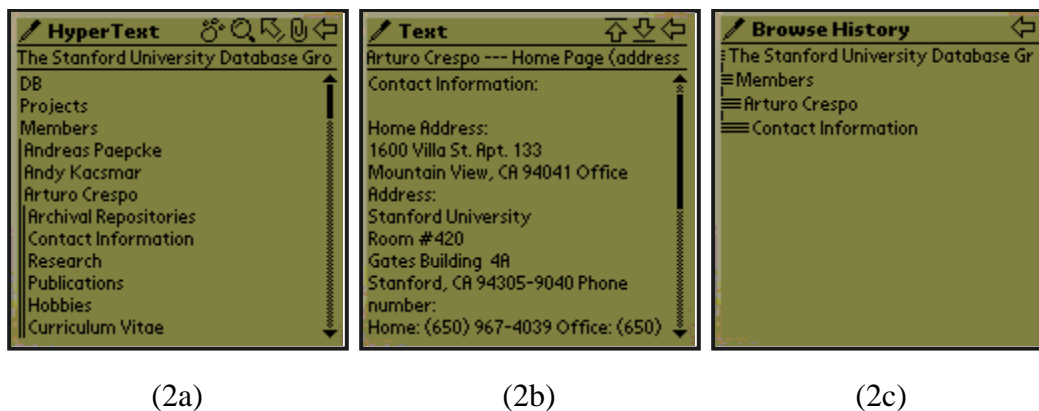 HyperText
The Stanford University Database Gro
DB
Projects
Members
Andreas Paepcke
Andy Kacsmar
Arturo Crespo
Archival Repositories
Contact Information
Research
Publications
Hobbies
Curriculum Vitae
(2a)
Text
Arturo Crespo --- Home Page (address
Contact Information:
Home Address:
1600 Villa St. Apt. 133
Mountain View, CA 94041 Office
Address:
Stanford University
Room #420
Gates Building 4A
Stanford, CA 94305-9040 Phone
number:
Home: (650) 967-4039 Office: (650)
(2b)
Browse History
The Stanford University Database Gr
Members
Arturo Crespo
Contact Information
(2c)